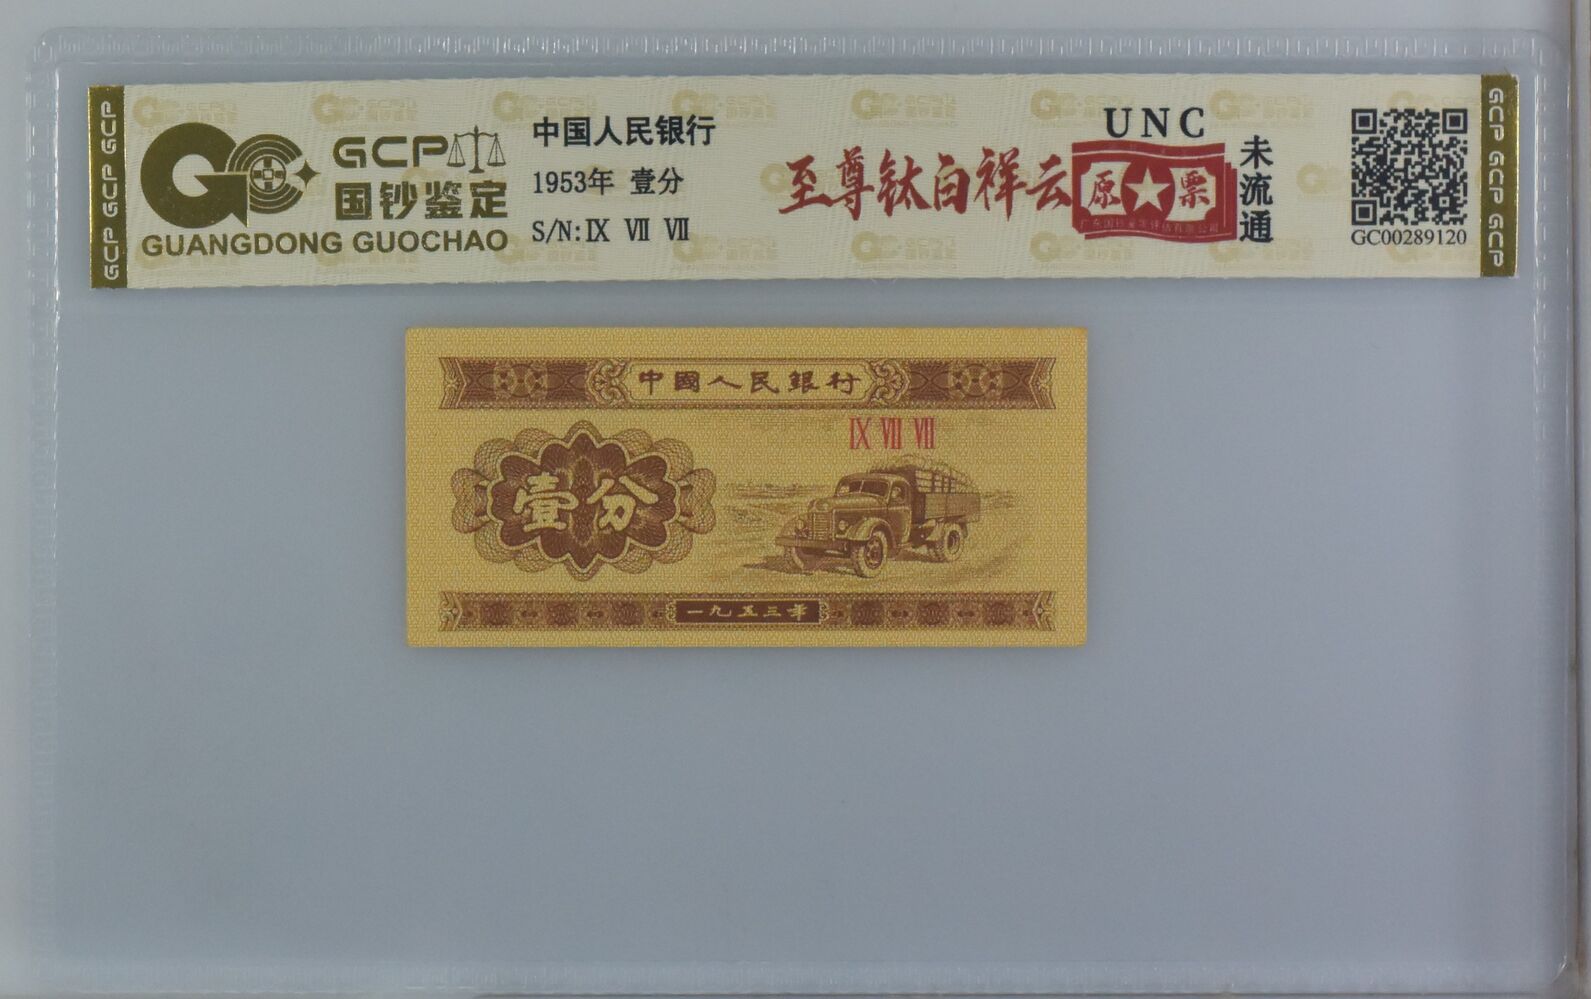 GCP GCP GCP
GCP
国钞鉴定
GUANGDONG GUOCHAO
中国人民银行
1953年 壹分
S/N:Ⅸ Ⅶ Ⅶ
至尊钛白祥云
原票
UNC
未流通
GC00289120
GCP GCP GCP
中國人民銀行
Ⅸ Ⅶ Ⅶ
壹分
一九五三年